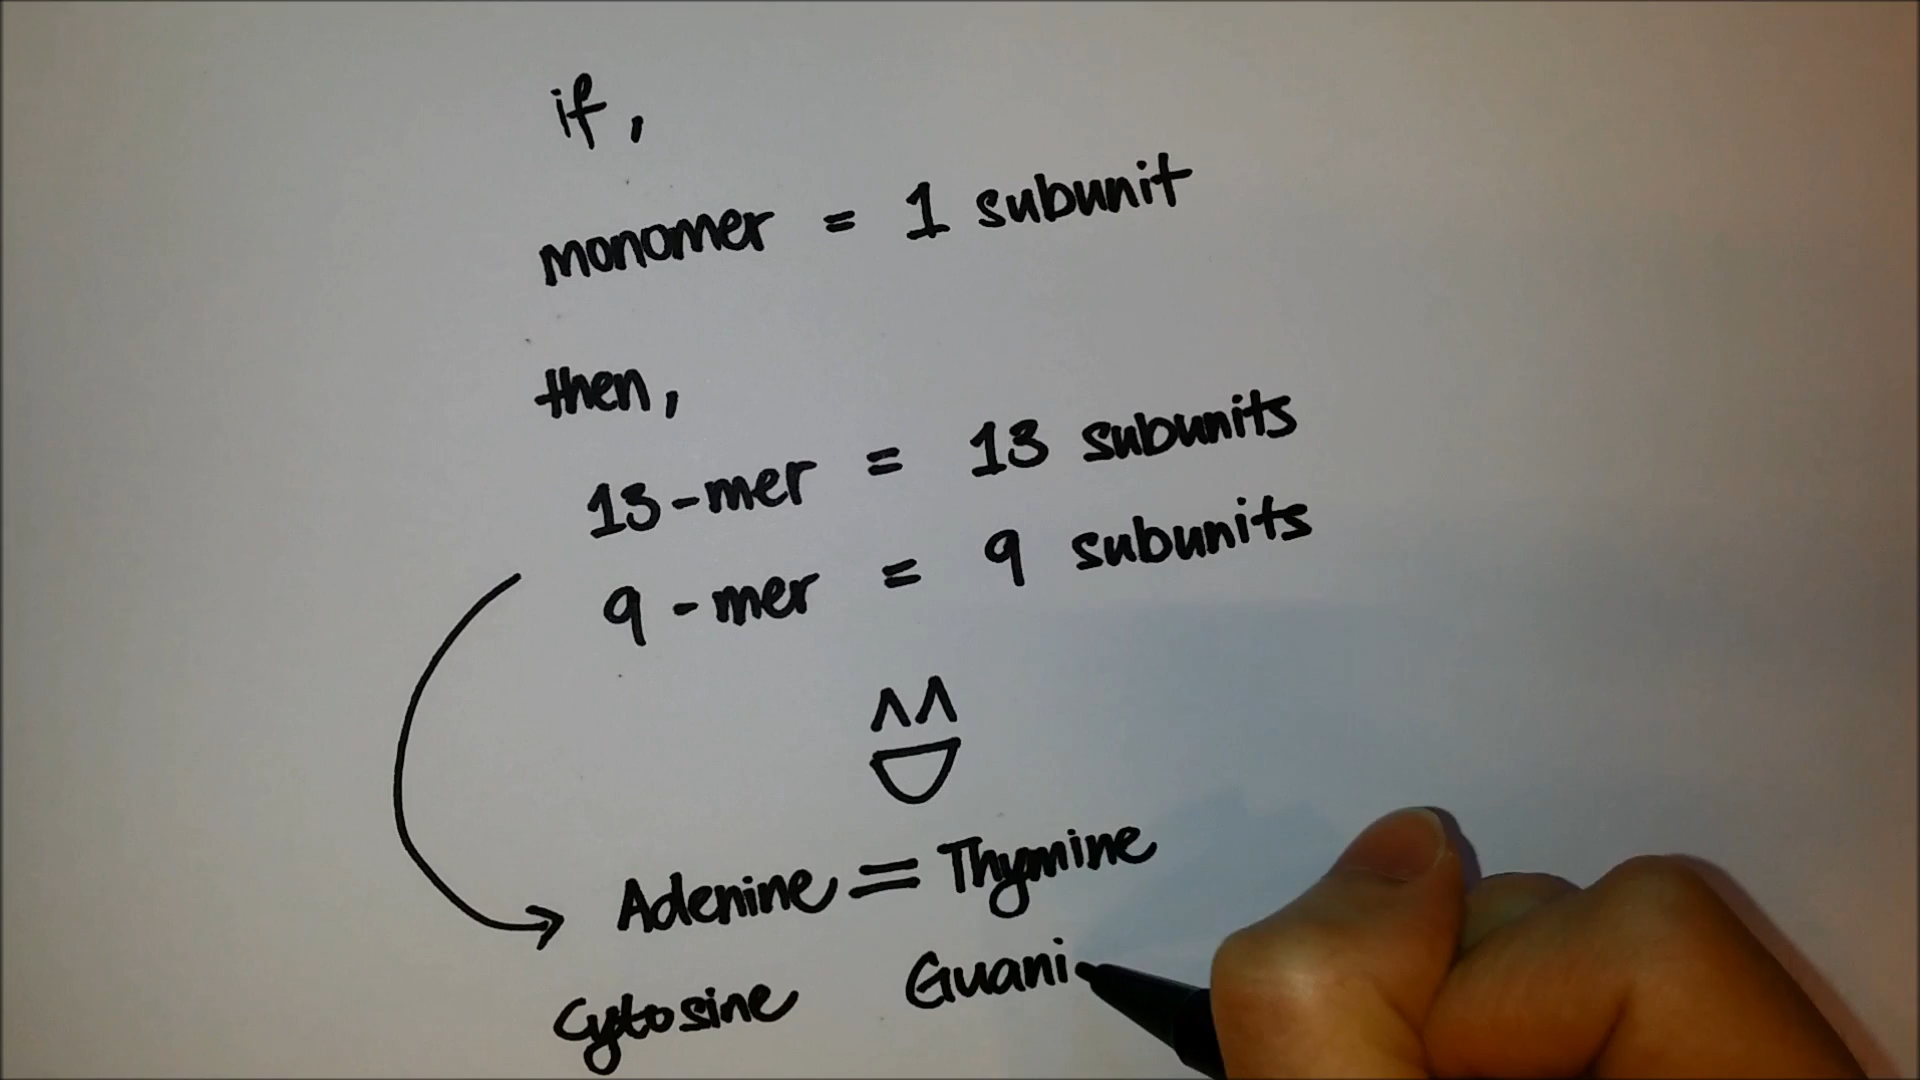 if,
monomer = 1 subunit
then,
13-mer = 13 subunits
9-mer = 9 subunits
Adenine = Thymine
Cytosine Guani